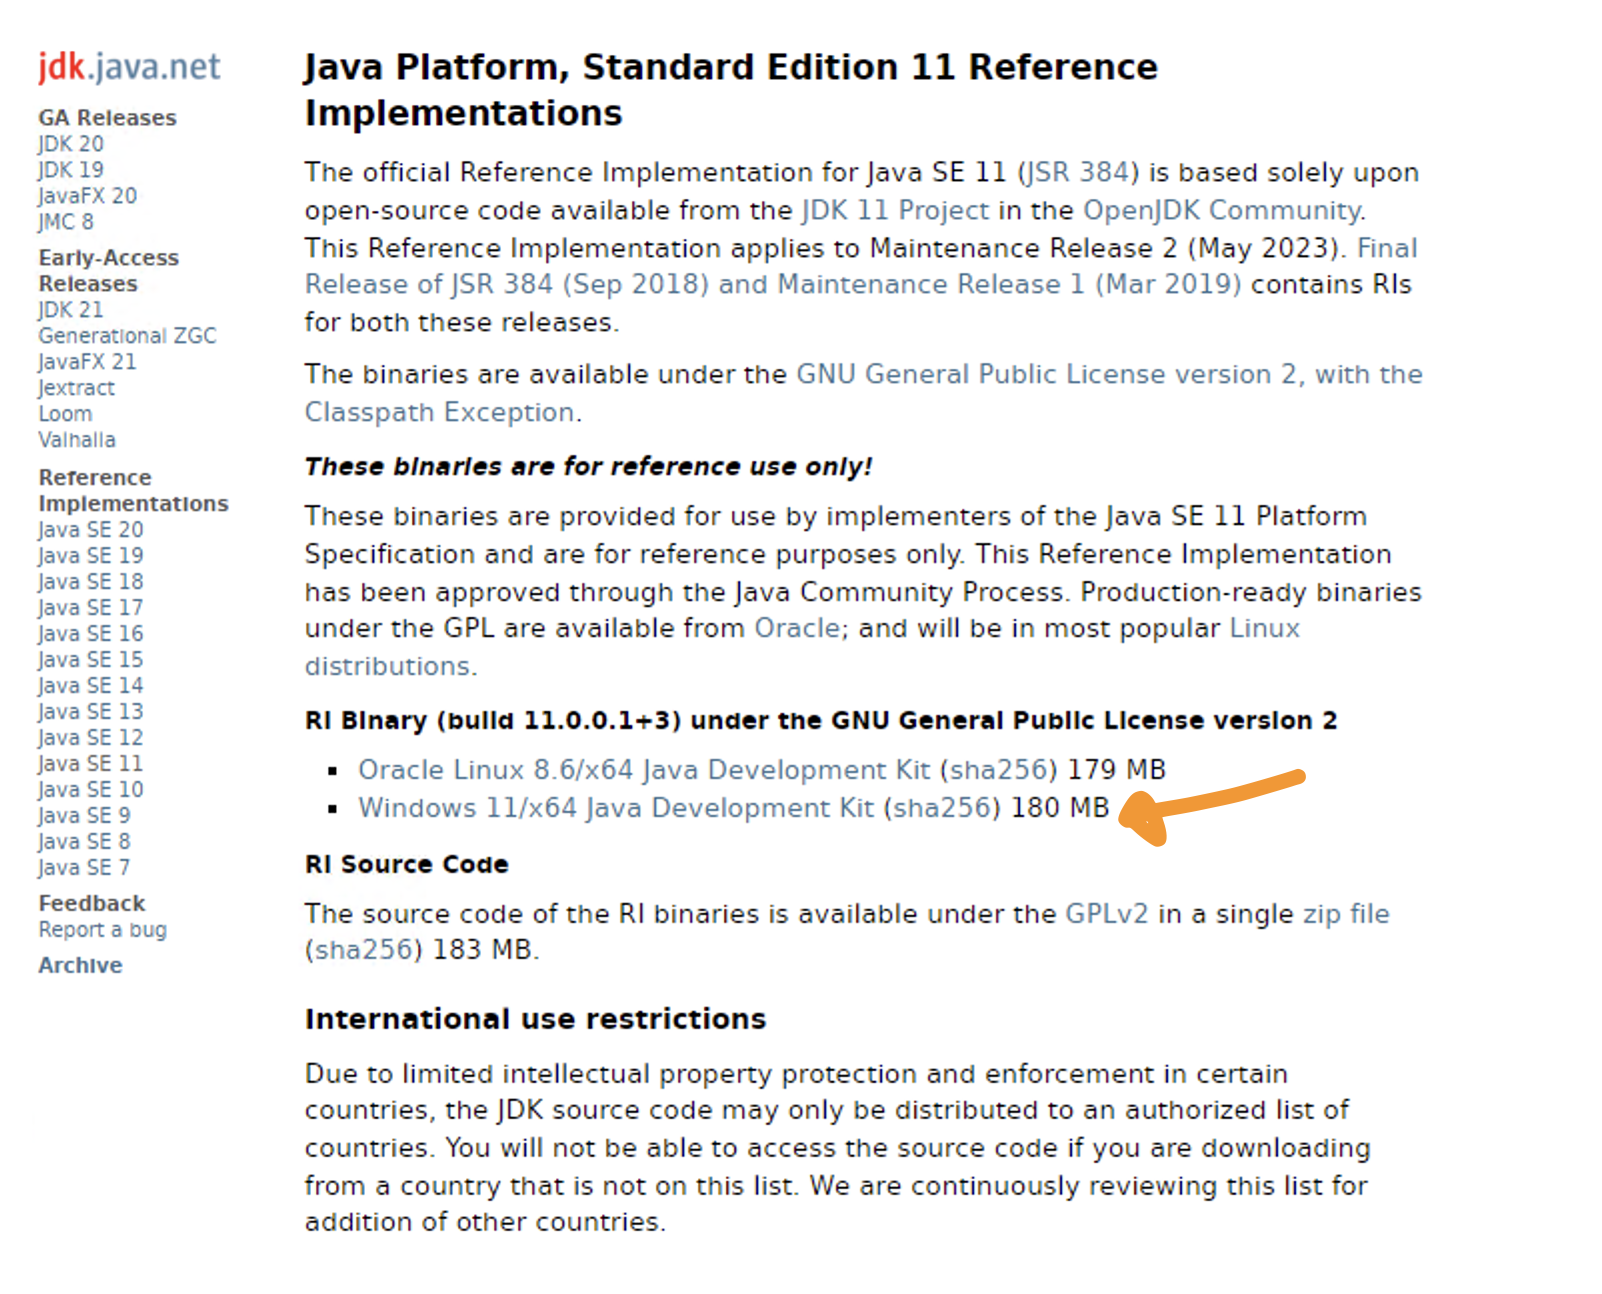 jdk.java.net
GA Releases
JDK 20
JDK 19
JavaFX 20
JMC 8
Early-Access
Releases
JDK 21
Generational ZGC
JavaFX 21
Jextract
Loom
Valhalla
Reference
Implementations
Java SE 20
Java SE 19
Java SE 18
Java SE 17
Java SE 16
Java SE 15
Java SE 14
Java SE 13
Java SE 12
Java SE 11
Java SE 10
Java SE 9
Java SE 8
Java SE 7
Feedback
Report a bug
Archive
Java Platform, Standard Edition 11 Reference
Implementations
The official Reference Implementation for Java SE 11 (JSR 384) is based solely upon
open-source code available from the JDK 11 Project in the OpenJDK Community.
This Reference Implementation applies to Maintenance Release 2 (May 2023). Final
Release of JSR 384 (Sep 2018) and Maintenance Release 1 (Mar 2019) contains RIs
for both these releases.
The binaries are available under the GNU General Public License version 2, with the
Classpath Exception.
These binaries are for reference use only!
These binaries are provided for use by implementers of the Java SE 11 Platform
Specification and are for reference purposes only. This Reference Implementation
has been approved through the Java Community Process. Production-ready binaries
under the GPL are available from Oracle; and will be in most popular Linux
distributions.
RI Binary (build 11.0.0.1+3) under the GNU General Public License version 2
▪ Oracle Linux 8.6/x64 Java Development Kit (sha256) 179 MB
▪ Windows 11/x64 Java Development Kit (sha256) 180 MB
RI Source Code
The source code of the RI binaries is available under the GPLv2 in a single zip file
(sha256) 183 MB.
International use restrictions
Due to limited intellectual property protection and enforcement in certain
countries, the JDK source code may only be distributed to an authorized list of
countries. You will not be able to access the source code if you are downloading
from a country that is not on this list. We are continuously reviewing this list for
addition of other countries.